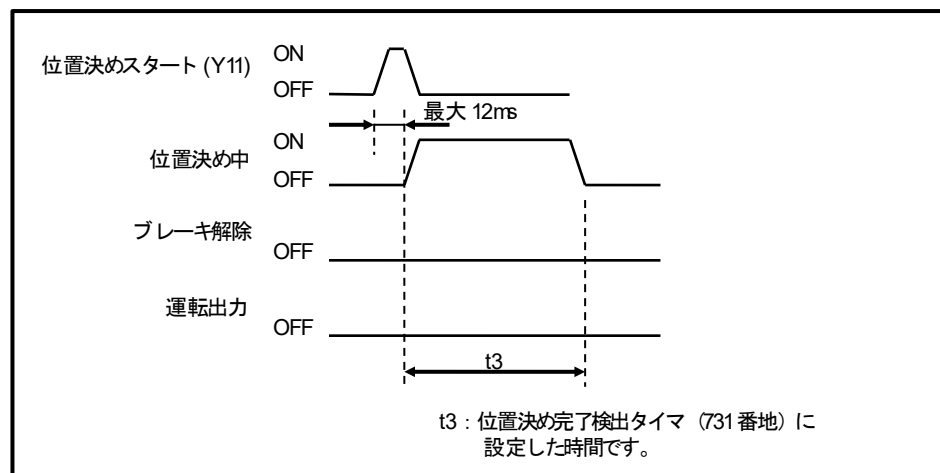 位置決めスタート (Y11)
ON
OFF
最大 12ms
位置決め中
ON
OFF
ブレーキ解除
OFF
運転出力
OFF
t3
t3 : 位置決め完了検出タイマ (731 番地) に
設定した時間です。